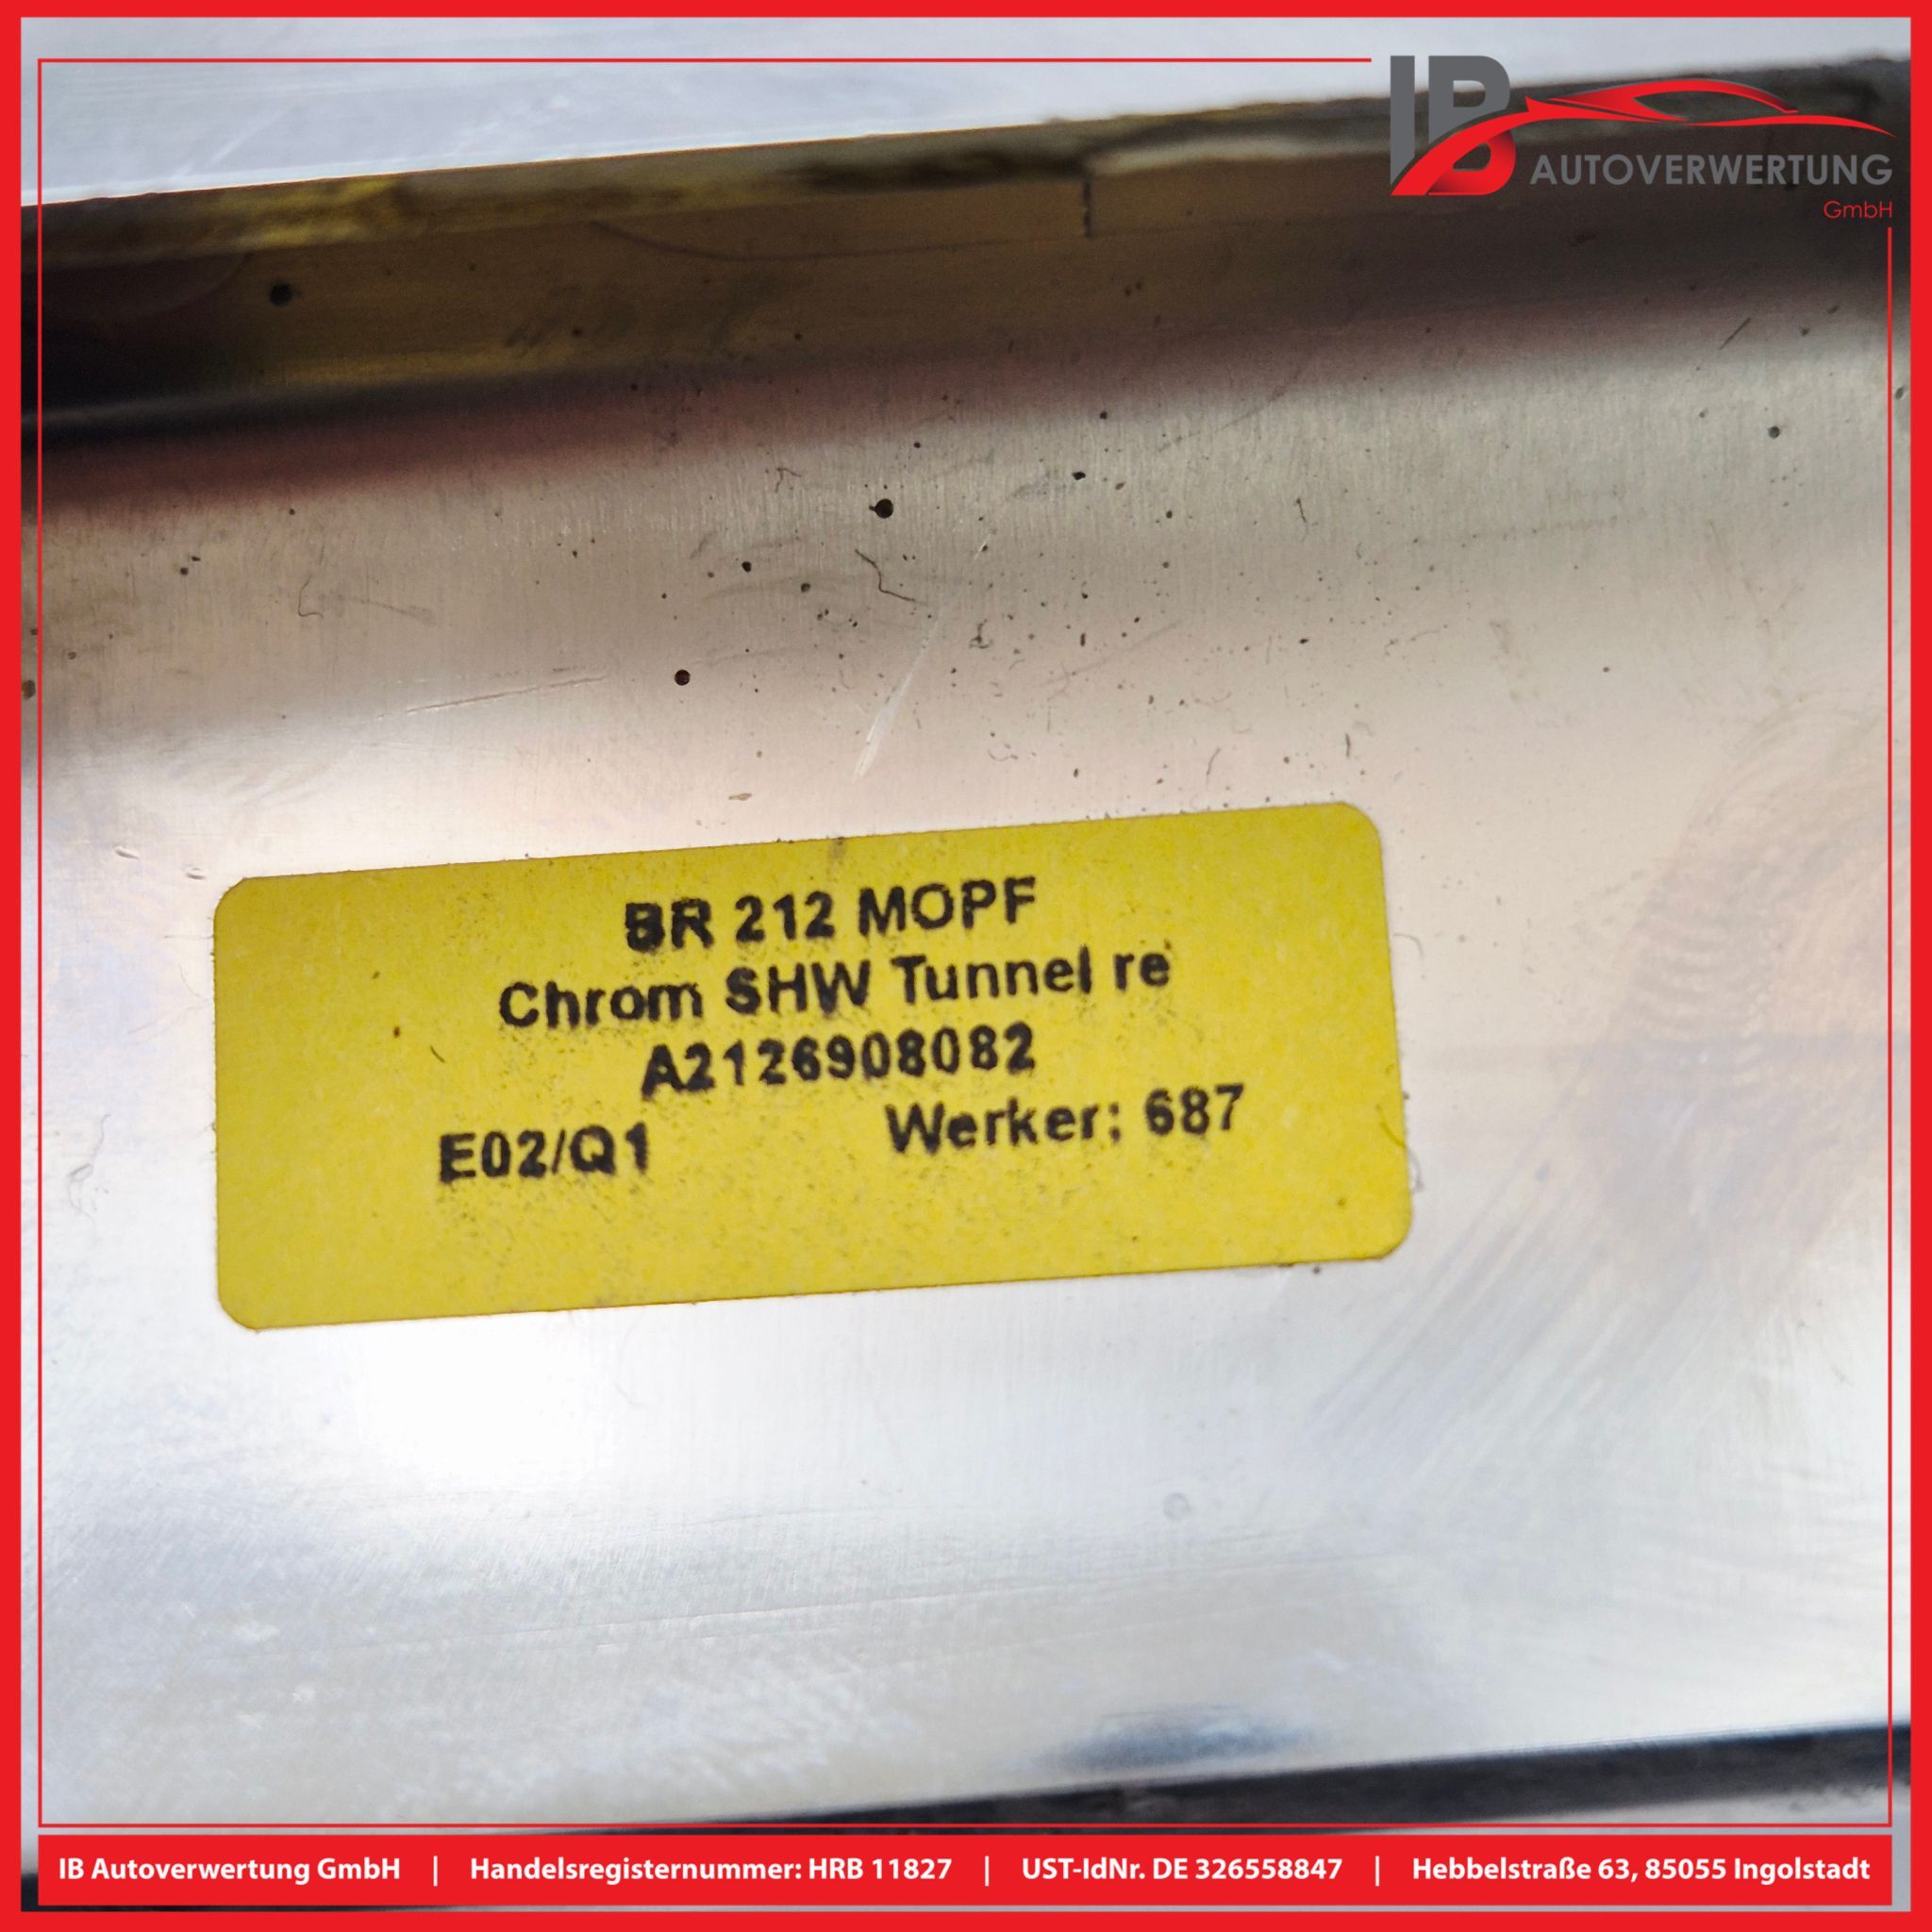 IB
AUTOVERWERTUNG
GmbH
BR 212 MOPF
Chrom SHW Tunnel re
A2126908082
E02/Q1 Werker: 687
IB Autoverwertung GmbH | Handelsregisternummer: HRB 11827 | UST-IdNr. DE 326558847 | Hebbelstraße 63, 85055 Ingolstadt